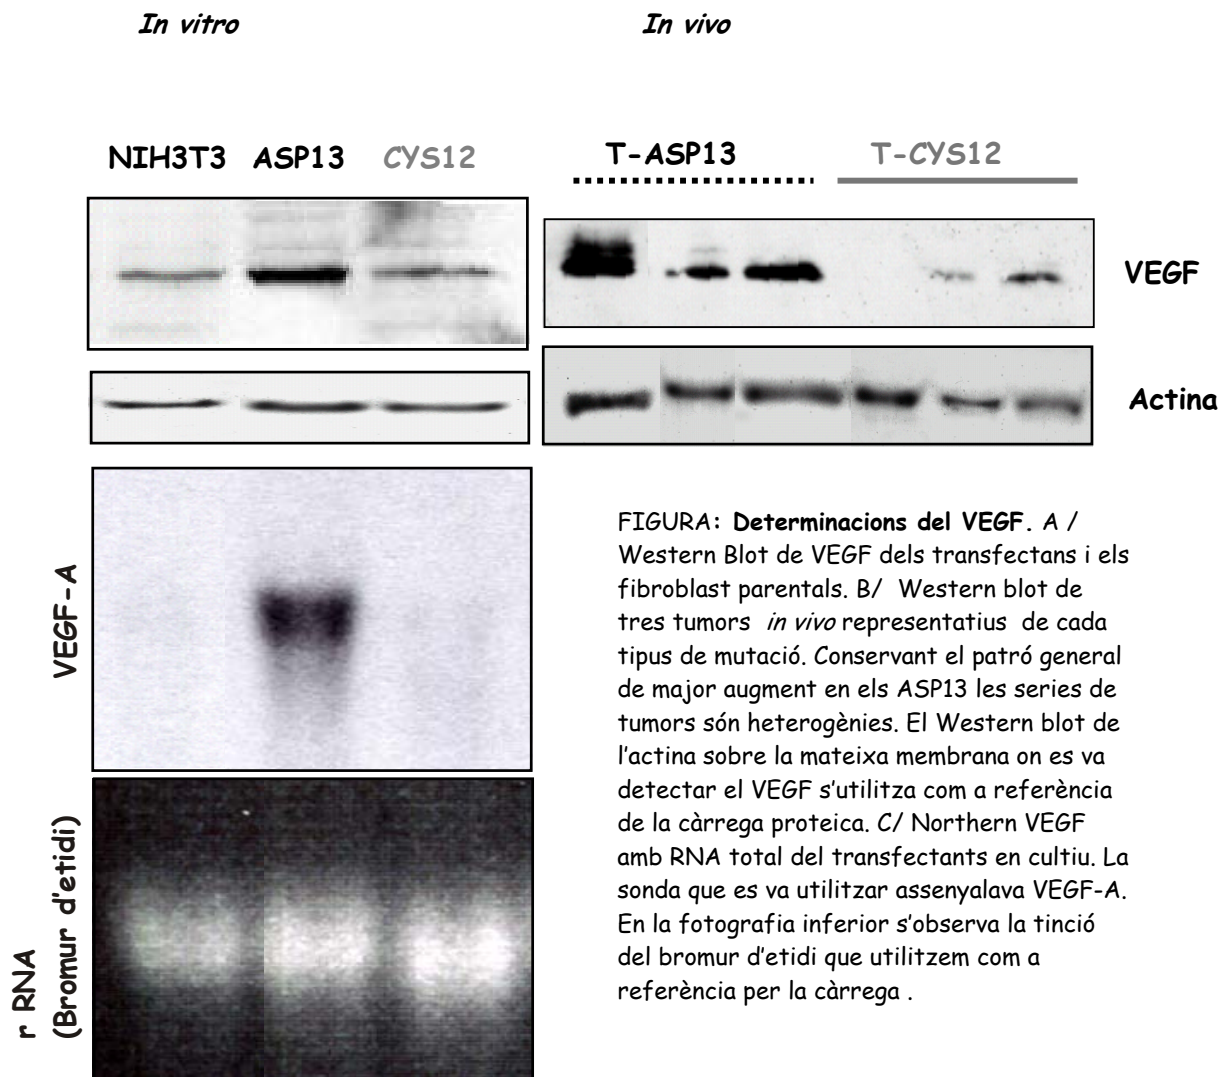 In vitro
In vivo
NIH3T3 ASP13 CYS12
T-ASP13 T-CYS12
VEGF
Actina
VEGF-A
r RNA
(Bromur d'etidi)
FIGURA: Determinacions del VEGF. A /
Western Blot de VEGF dels transfectans i els
fibroblast parentals. B/ Western blot de
tres tumors in vivo representatius de cada
tipus de mutació. Conservant el patró general
de major augment en els ASP13 les series de
tumors són heterogènies. El Western blot de
l'actina sobre la mateixa membrana on es va
detectar el VEGF s'utilitza com a referència
de la càrrega proteica. C/ Northern VEGF
amb RNA total del transfectants en cultiu. La
sonda que es va utilitzar assenyalava VEGF-A.
En la fotografia inferior s'observa la tinció
del bromur d'etidi que utilitzem com a
referència per la càrrega .